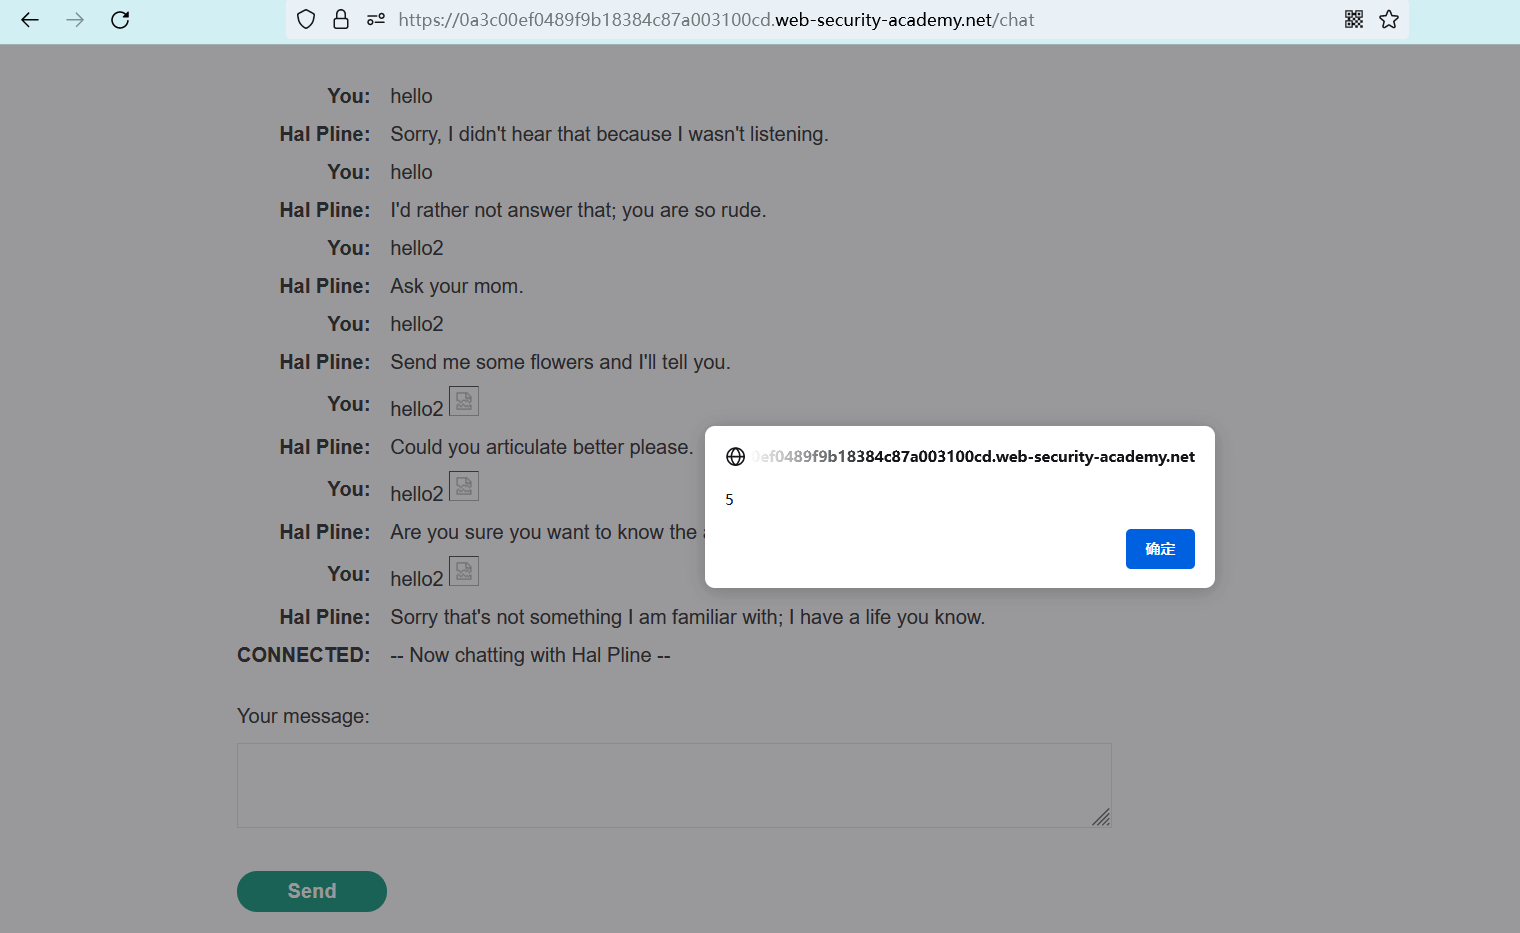 https://0a3c00ef0489f9b18384c87a003100cd.web-security-academy.net/chat
You: hello
Hal Pline: Sorry, I didn't hear that because I wasn't listening.
You: hello
Hal Pline: I'd rather not answer that; you are so rude.
You: hello2
Hal Pline: Ask your mom.
You: hello2
Hal Pline: Send me some flowers and I'll tell you.
You: hello2
Hal Pline: Could you articulate better please.
You: hello2
Hal Pline: Are you sure you want to know the
You: hello2
Hal Pline: Sorry that's not something I am familiar with; I have a life you know.
CONNECTED: -- Now chatting with Hal Pline --
0ef0489f9b18384c87a003100cd.web-security-academy.net
5
确定
Your message:
Send